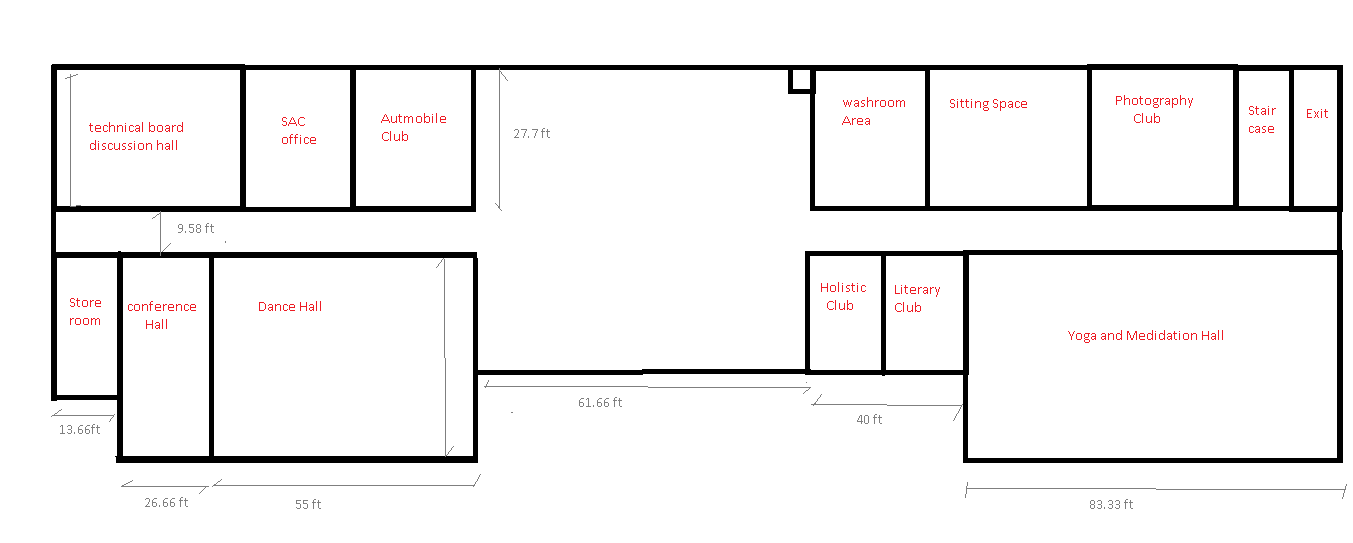 technical board
discussion hall
SAC
office
Autmobile
Club
27.7 ft
washroom
Area
Sitting Space
Photography
Club
Stair
case
Exit
9.58 ft
Store
room
conference
Hall
Dance Hall
Holistic
Club
Literary
Club
Yoga and Medidation Hall
61.66 ft
40 ft
13.66ft
26.66 ft
55 ft
83.33 ft